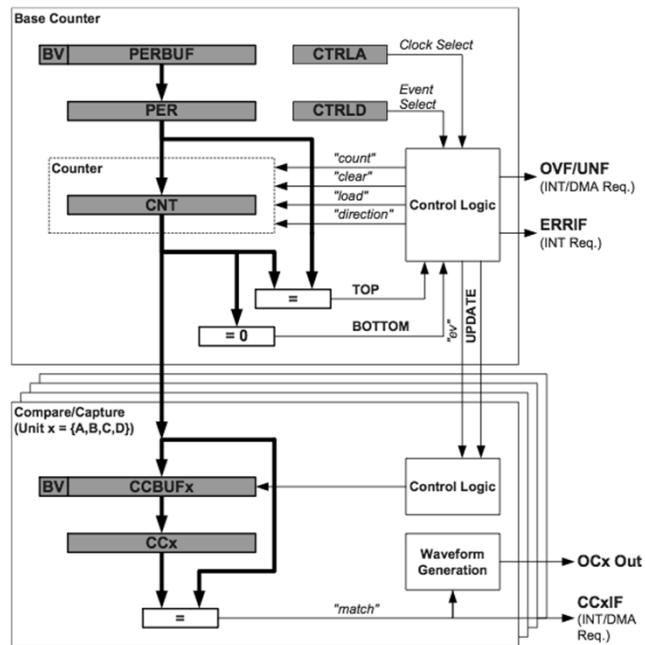 Base Counter
BV PERBUF
CTRLA
Clock Select
PER
CTRLD
Event
Select
Counter
CNT
"count"
"clear"
"load"
"direction"
Control Logic
OVF/UNF
(INT/DMA Req.)
ERRIF
(INT Req.)
=
TOP
= 0
BOTTOM
"ev"
UPDATE
Compare/Capture
(Unit x = {A,B,C,D})
BV CCBUFx
Control Logic
CCx
Waveform
Generation
OCx Out
=
"match"
CCxIF
(INT/DMA
Req.)